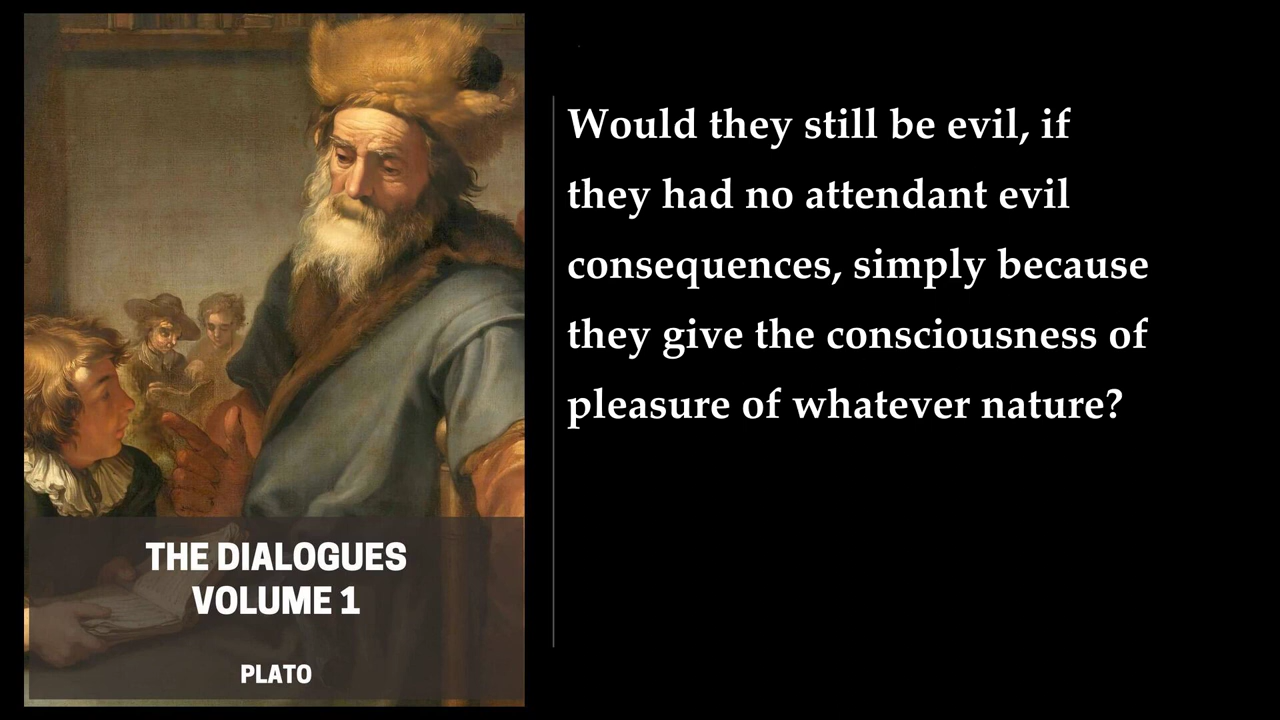 Would they still be evil, if
they had no attendant evil
consequences, simply because
they give the consciousness of
pleasure of whatever nature?
THE DIALOGUES
VOLUME 1
PLATO